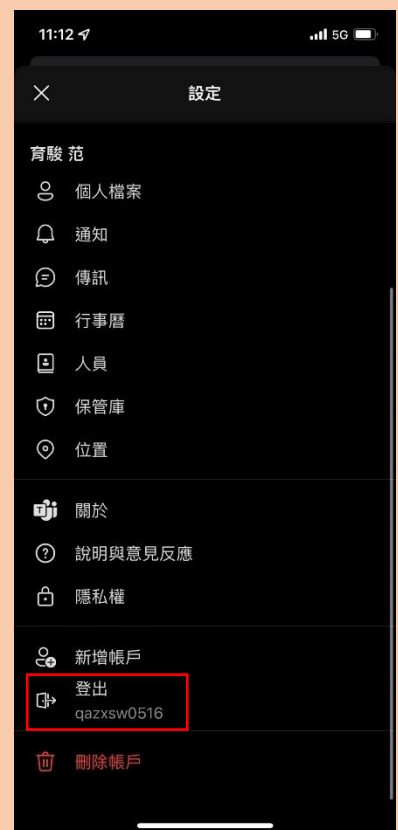 11:12
5G
設定
育駿 范
個人檔案
通知
傳訊
行事曆
人員
保管庫
位置
關於
說明與意見反應
隱私權
新增帳戶
登出
qazxsw0516
刪除帳戶